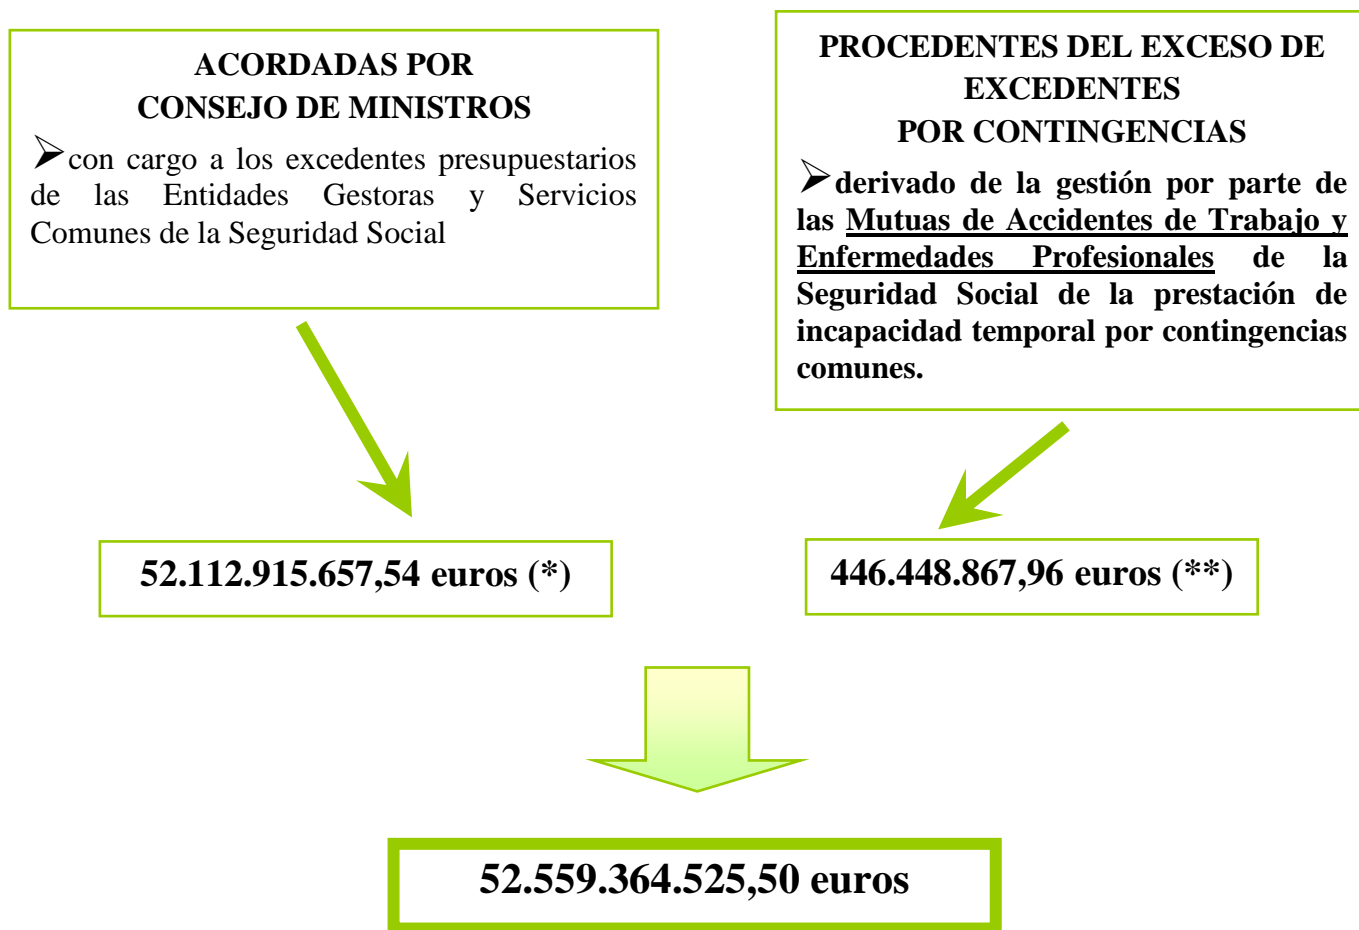 ACORDADAS POR
CONSEJO DE MINISTROS
➢con cargo a los excedentes presupuestarios
de las Entidades Gestoras y Servicios
Comunes de la Seguridad Social
PROCEDENTES DEL EXCESO DE
EXCEDENTES
POR CONTINGENCIAS
➢derivado de la gestión por parte de
las Mutuas de Accidentes de Trabajo y
Enfermedades Profesionales de la
Seguridad Social de la prestación de
incapacidad temporal por contingencias
comunes.
52.112.915.657,54 euros (*)
446.448.867,96 euros (**)
52.559.364.525,50 euros